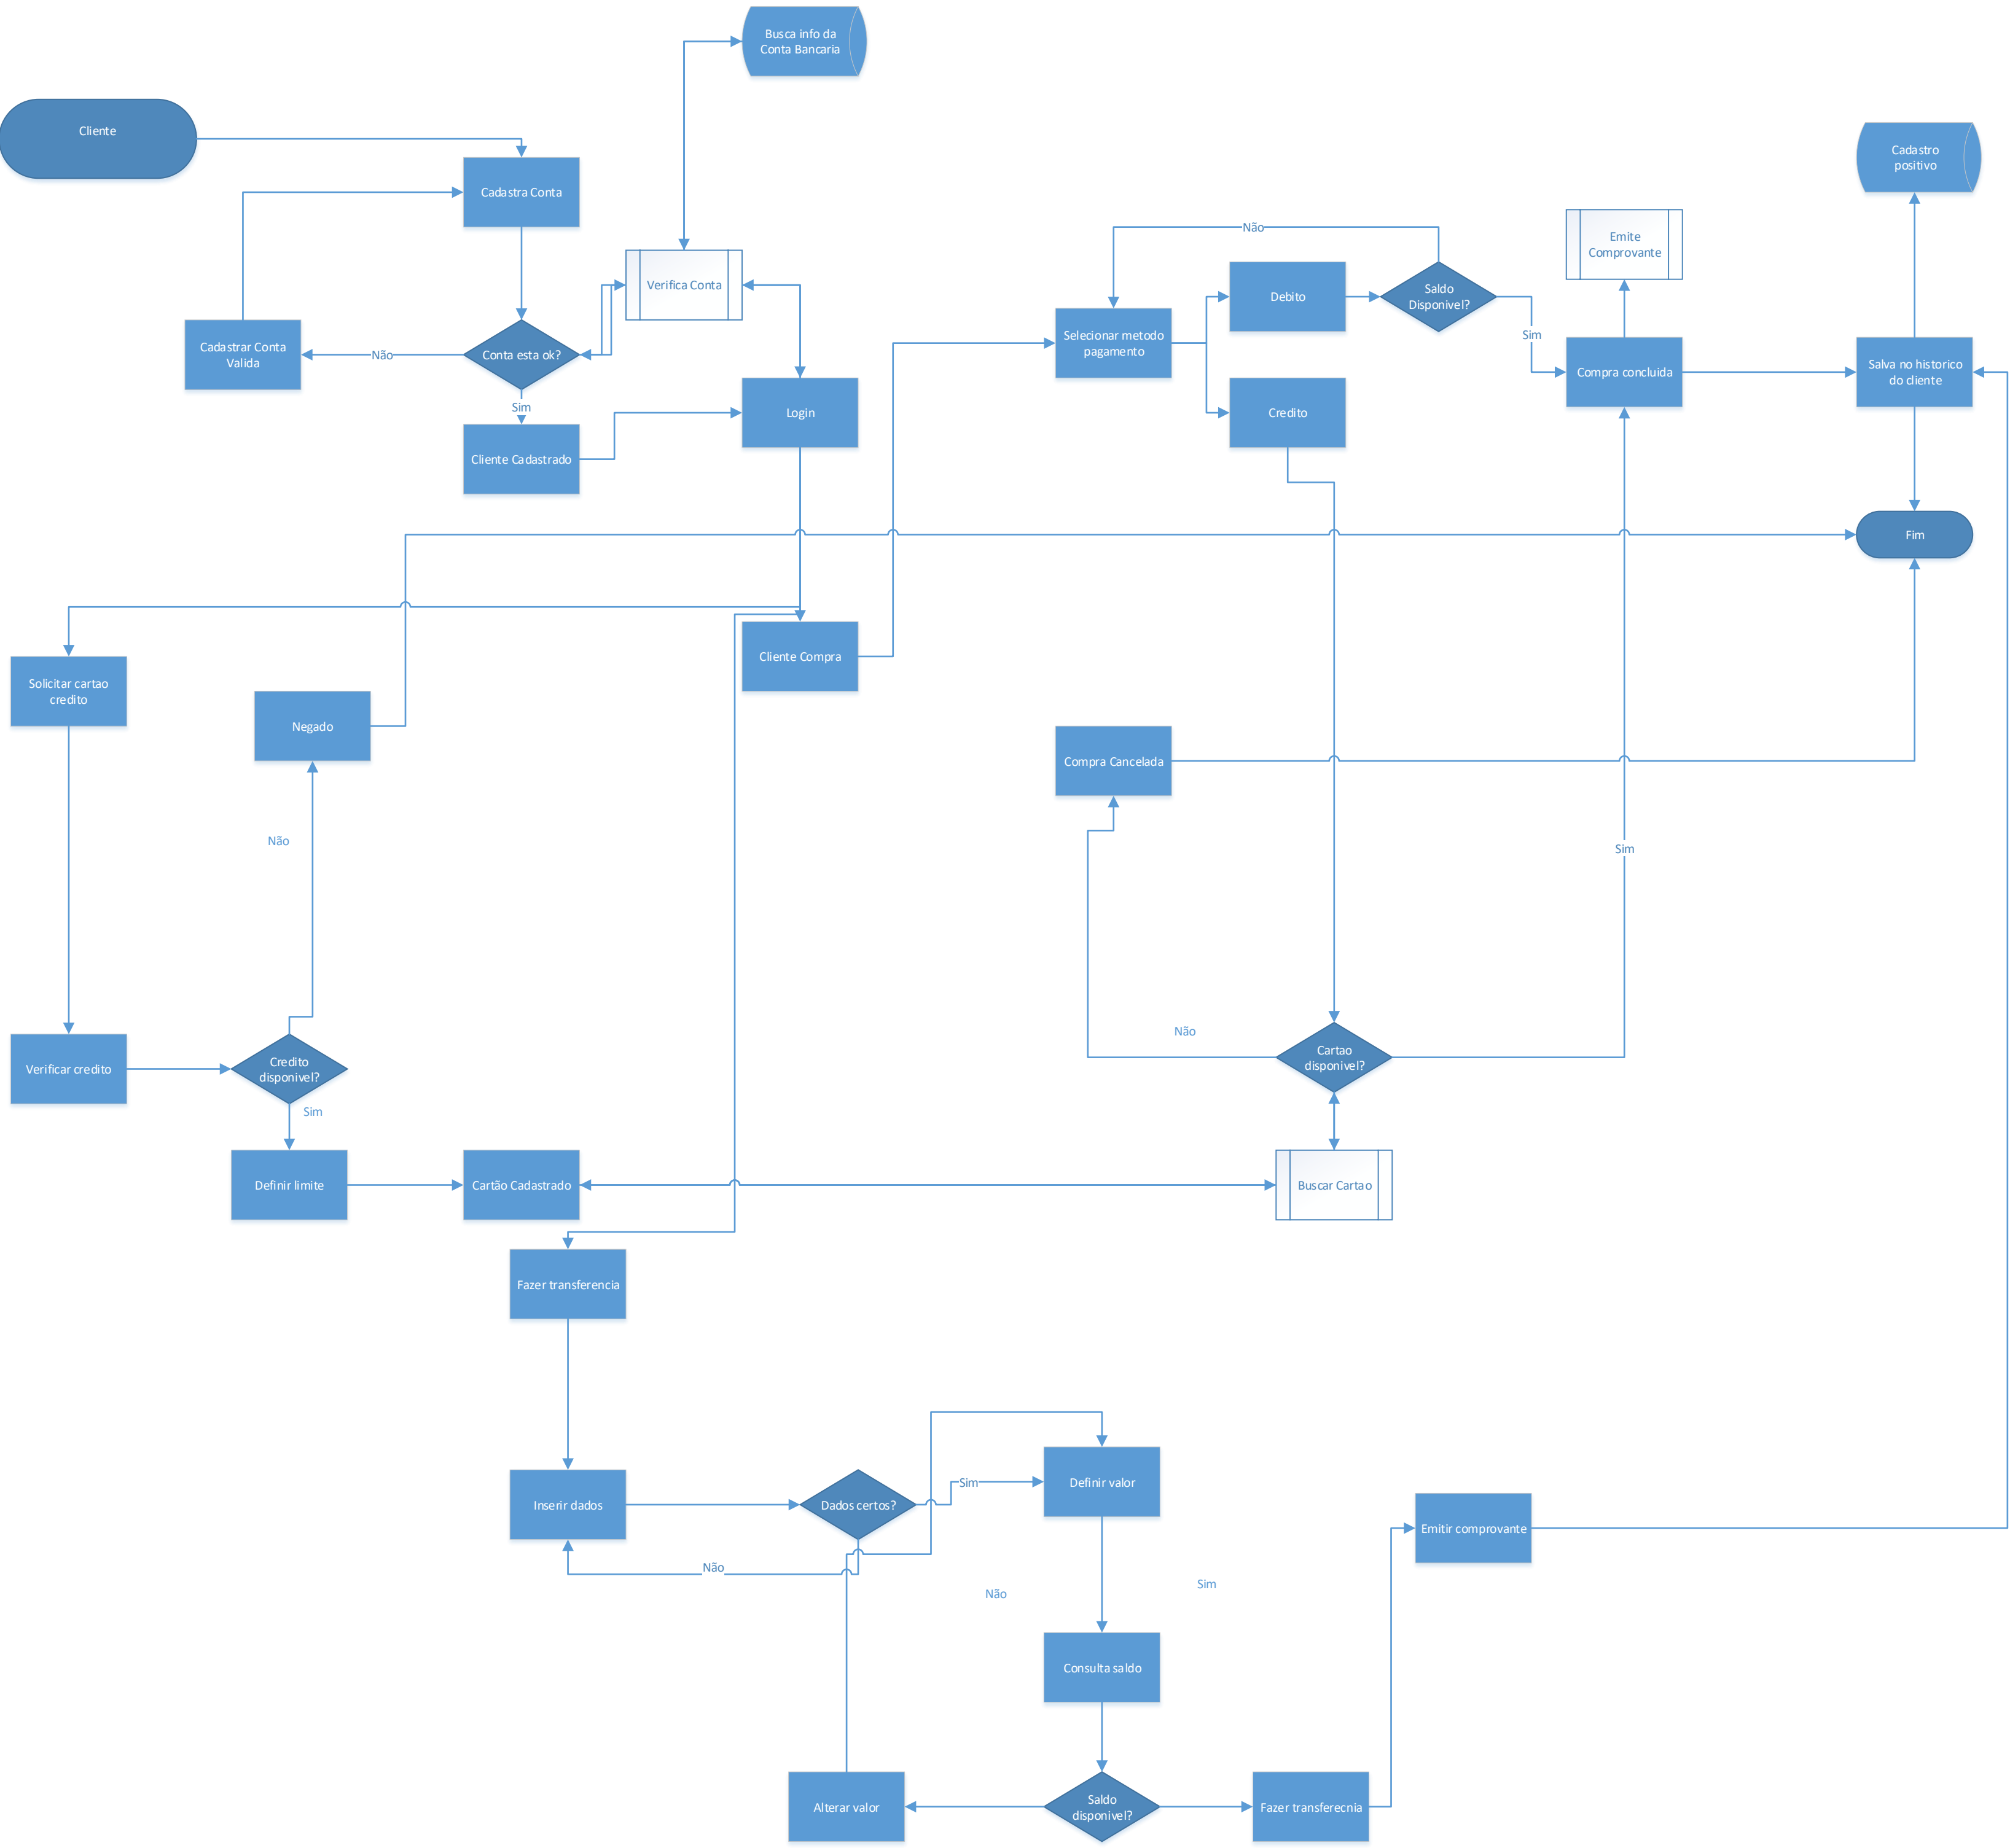 Busca info da
Conta Bancaria
Cliente
Cadastra Conta
Cadastro
positivo
Verifica Conta
Não
Emite
Comprovante
Debito
Saldo
Disponivel?
Sim
Selecionar metodo
pagamento
Cadastrar Conta
Valida
Não
Conta esta ok?
Sim
Compra concluida
Salva no historico
do cliente
Login
Credito
Cliente Cadastrado
Fim
Cliente Compra
Solicitar cartao
credito
Negado
Compra Cancelada
Não
Sim
Não
Verificar credito
Credito
disponivel?
Cartao
disponivel?
Sim
Definir limite
Cartão Cadastrado
Buscar Cartao
Fazer transferencia
Inserir dados
Dados certos?
Sim
Definir valor
Emitir comprovante
Não
Não
Sim
Consulta saldo
Alterar valor
Saldo
disponivel?
Fazer transferecnia